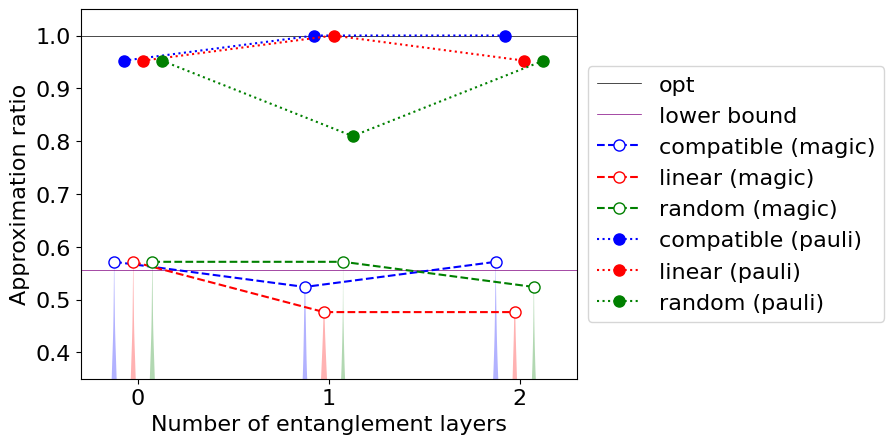 1.0
0.9
0.8
0.7
0.6
0.5
0.4
Approximation ratio
0
1
2
Number of entanglement layers
opt
lower bound
compatible (magic)
linear (magic)
random (magic)
compatible (pauli)
linear (pauli)
random (pauli)